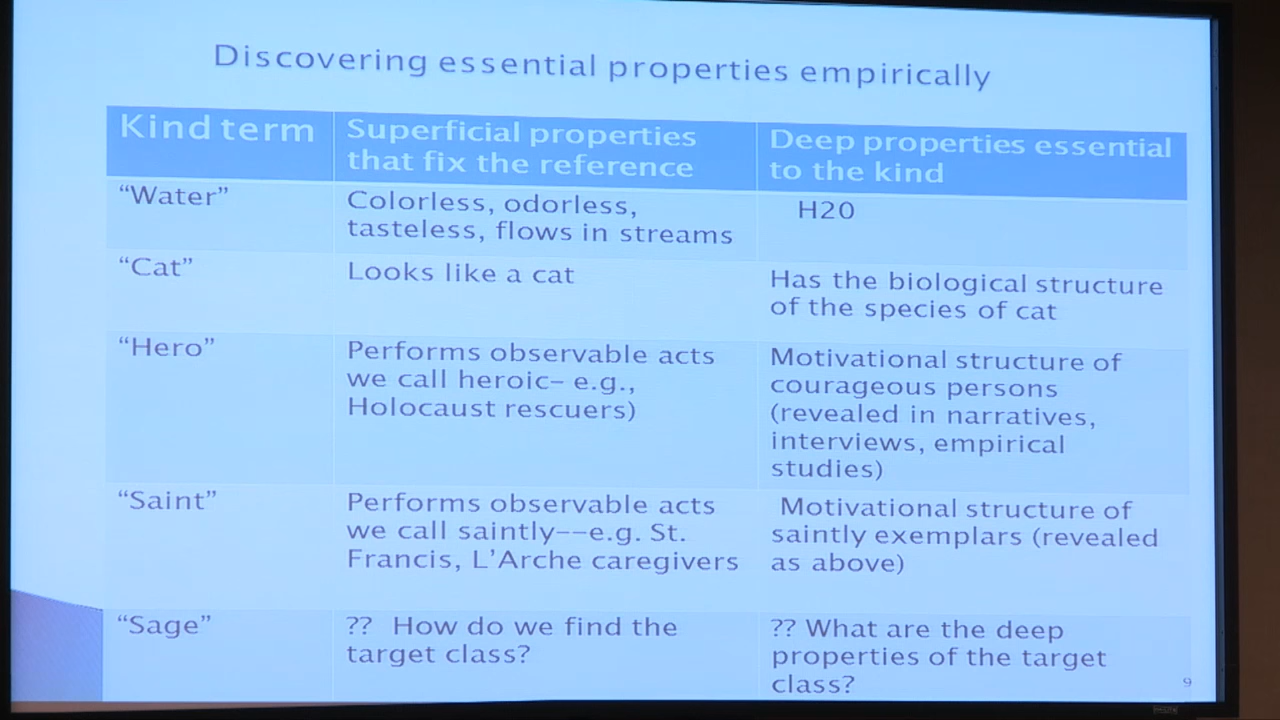 Discovering essential properties empirically
Kind term
Superficial properties
that fix the reference
Deep properties essential
to the kind
“Water”
Colorless, odorless,
tasteless, flows in streams
H20
“Cat”
Looks like a cat
Has the biological structure
of the species of cat
“Hero”
Performs observable acts
we call heroic– e.g.,
Holocaust rescuers)
Motivational structure of
courageous persons
(revealed in narratives,
interviews, empirical
studies)
“Saint”
Performs observable acts
we call saintly––e.g. St.
Francis, L’Arche caregivers
Motivational structure of
saintly exemplars (revealed
as above)
“Sage”
?? How do we find the
target class?
?? What are the deep
properties of the target
class?
9